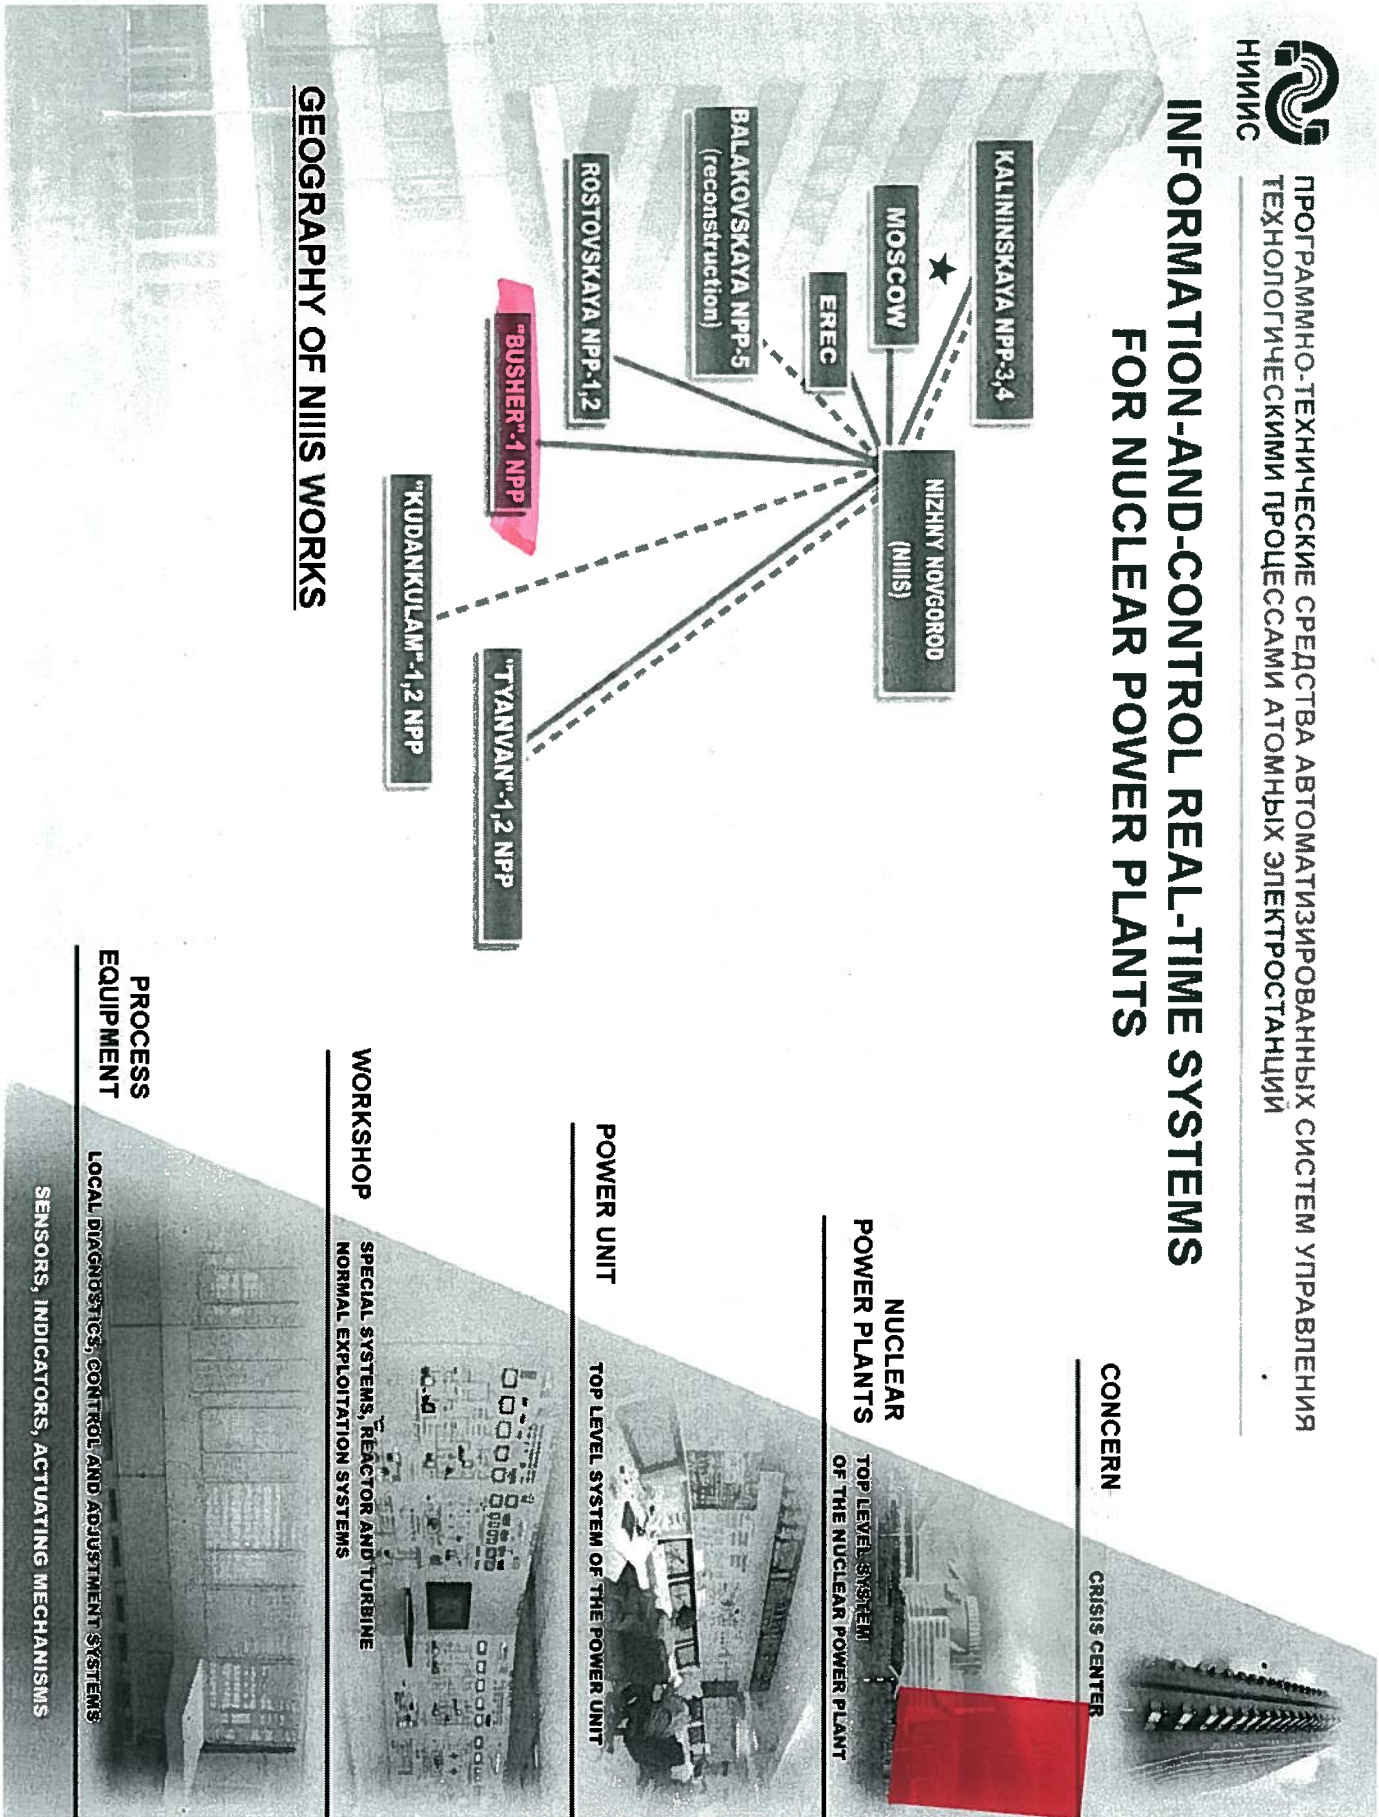 НИИИС
ПРОГРАММНО-ТЕХНИЧЕСКИЕ СРЕДСТВА АВТОМАТИЗИРОВАННЫХ СИСТЕМ УПРАВЛЕНИЯ
ТЕХНОЛОГИЧЕСКИМИ ПРОЦЕССАМИ АТОМНЫХ ЭЛЕКТРОСТАНЦИЙ
INFORMATION-AND-CONTROL REAL-TIME SYSTEMS
FOR NUCLEAR POWER PLANTS
KALININSKAYA NPP-3,4
MOSCOW
EREC
BALAKOVSKAYA NPP-5
(reconstruction)
ROSTOVSKAYA NPP-1,2
"BUSHER"-1 NPP
NIZHNY NOVGOROD
(NIIS)
"KUDANKULAM"-1,2 NPP
"TYANVAN"-1,2 NPP
GEOGRAPHY OF NIIIS WORKS
CONCERN
CRISIS CENTER
NUCLEAR
POWER PLANTS
TOP LEVEL SYSTEM
OF THE NUCLEAR POWER PLANT
POWER UNIT
TOP LEVEL SYSTEM OF THE POWER UNIT
WORKSHOP
SPECIAL SYSTEMS, REACTOR AND TURBINE
NORMAL EXPLOITATION SYSTEMS
PROCESS
EQUIPMENT
LOCAL DIAGNOSTICS, CONTROL AND ADJUSTMENT SYSTEMS
SENSORS, INDICATORS, ACTUATING MECHANISMS